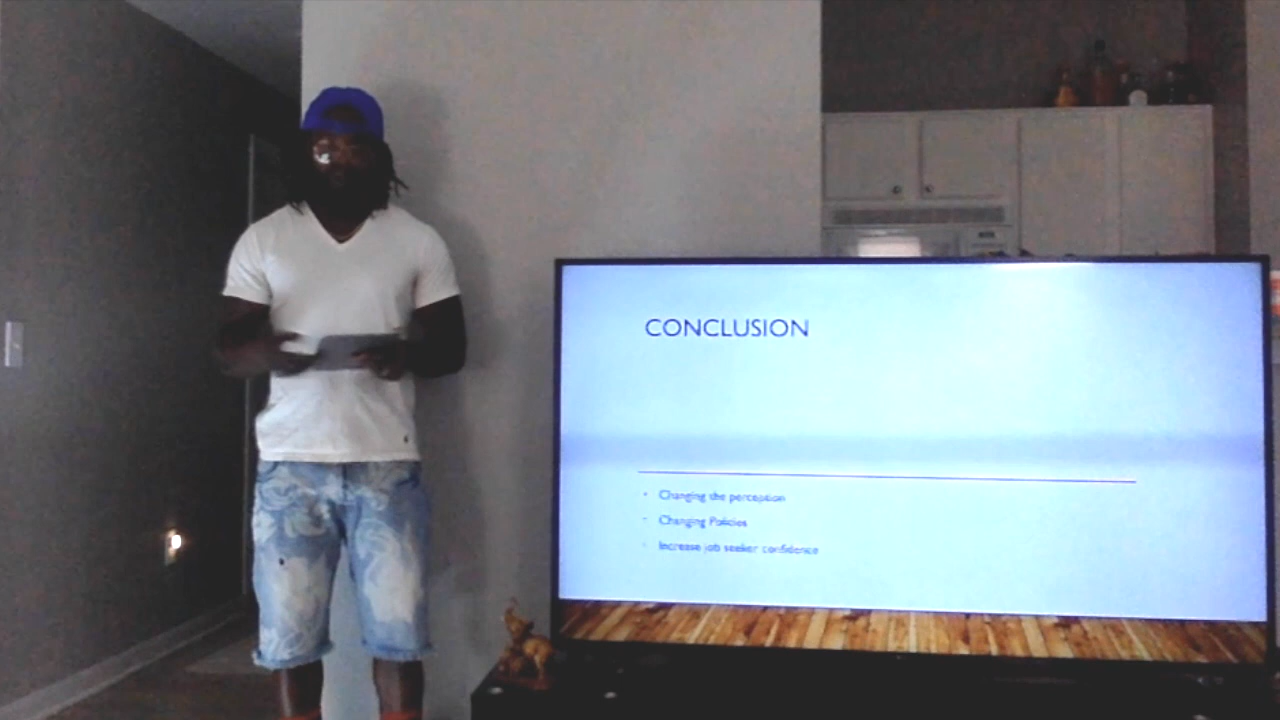 CONCLUSION
• Changing the perception
• Changing Policies
• Increase job seeker confidence